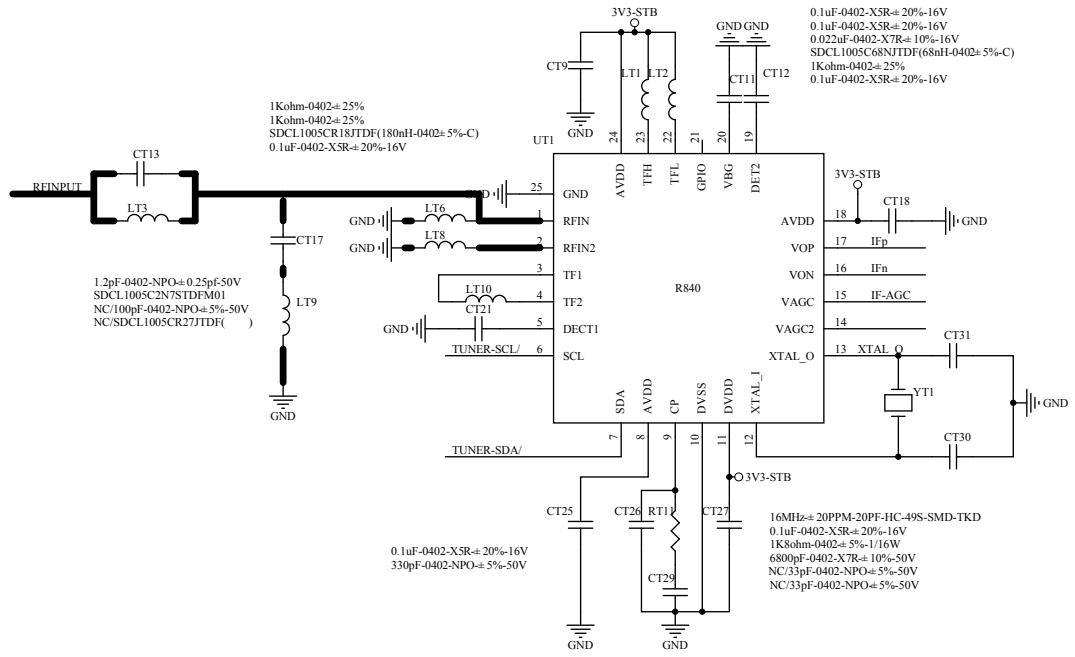 3V3-STB
GND GND
0.1uF-0402-X5R-±20%-16V
0.1uF-0402-X5R-±20%-16V
0.022uF-0402-X7R-±10%-16V
SDCL1005C68NJTDF(68nH-0402±5%-C)
1Kohm-0402-±25%
0.1uF-0402-X5R-±20%-16V
CT9
LT1
LT2
CT11
CT12
GND
1Kohm-0402-±25%
1Kohm-0402-±25%
SDCL1005CR18JTDF(180nH-0402±5%-C)
0.1uF-0402-X5R-±20%-16V
UT1
24
23
22
21
20
19
AVDD
TFH
TFL
GPIO
VBG
DET2
CT13
RFINPUT
LT3
GND
25
GND
3V3-STB
GND
LT6
1
RFIN
AVDD
18
CT18
GND
CT17
GND
LT8
2
RFIN2
VOP
17
IFp
3
TF1
VON
16
IFn
1.2pF-0402-NPO-±0.25pf-50V
SDCL1005C2N7STDFM01
NC/100pF-0402-NPO-±5%-50V
NC/SDCL1005CR27JTDF( )
LT9
LT10
4
TF2
R840
VAGC
15
IF-AGC
GND
CT21
5
DECT1
VAGC2
14
TUNER-SCL/
6
SCL
XTAL_O
13
XTAL_O
CT31
GND
SDA
AVDD
CP
DVSS
DVDD
XTAL_I
YT1
GND
TUNER-SDA/
7
8
9
10
11
12
CT30
3V3-STB
CT25
CT26
RT11
CT27
16MHz-±20PPM-20PF-HC-49S-SMD-TKD
0.1uF-0402-X5R-±20%-16V
1K8ohm-0402-±5%-1/16W
6800pF-0402-X7R-±10%-50V
NC/33pF-0402-NPO-±5%-50V
NC/33pF-0402-NPO-±5%-50V
0.1uF-0402-X5R-±20%-16V
330pF-0402-NPO-±5%-50V
CT29
GND
GND